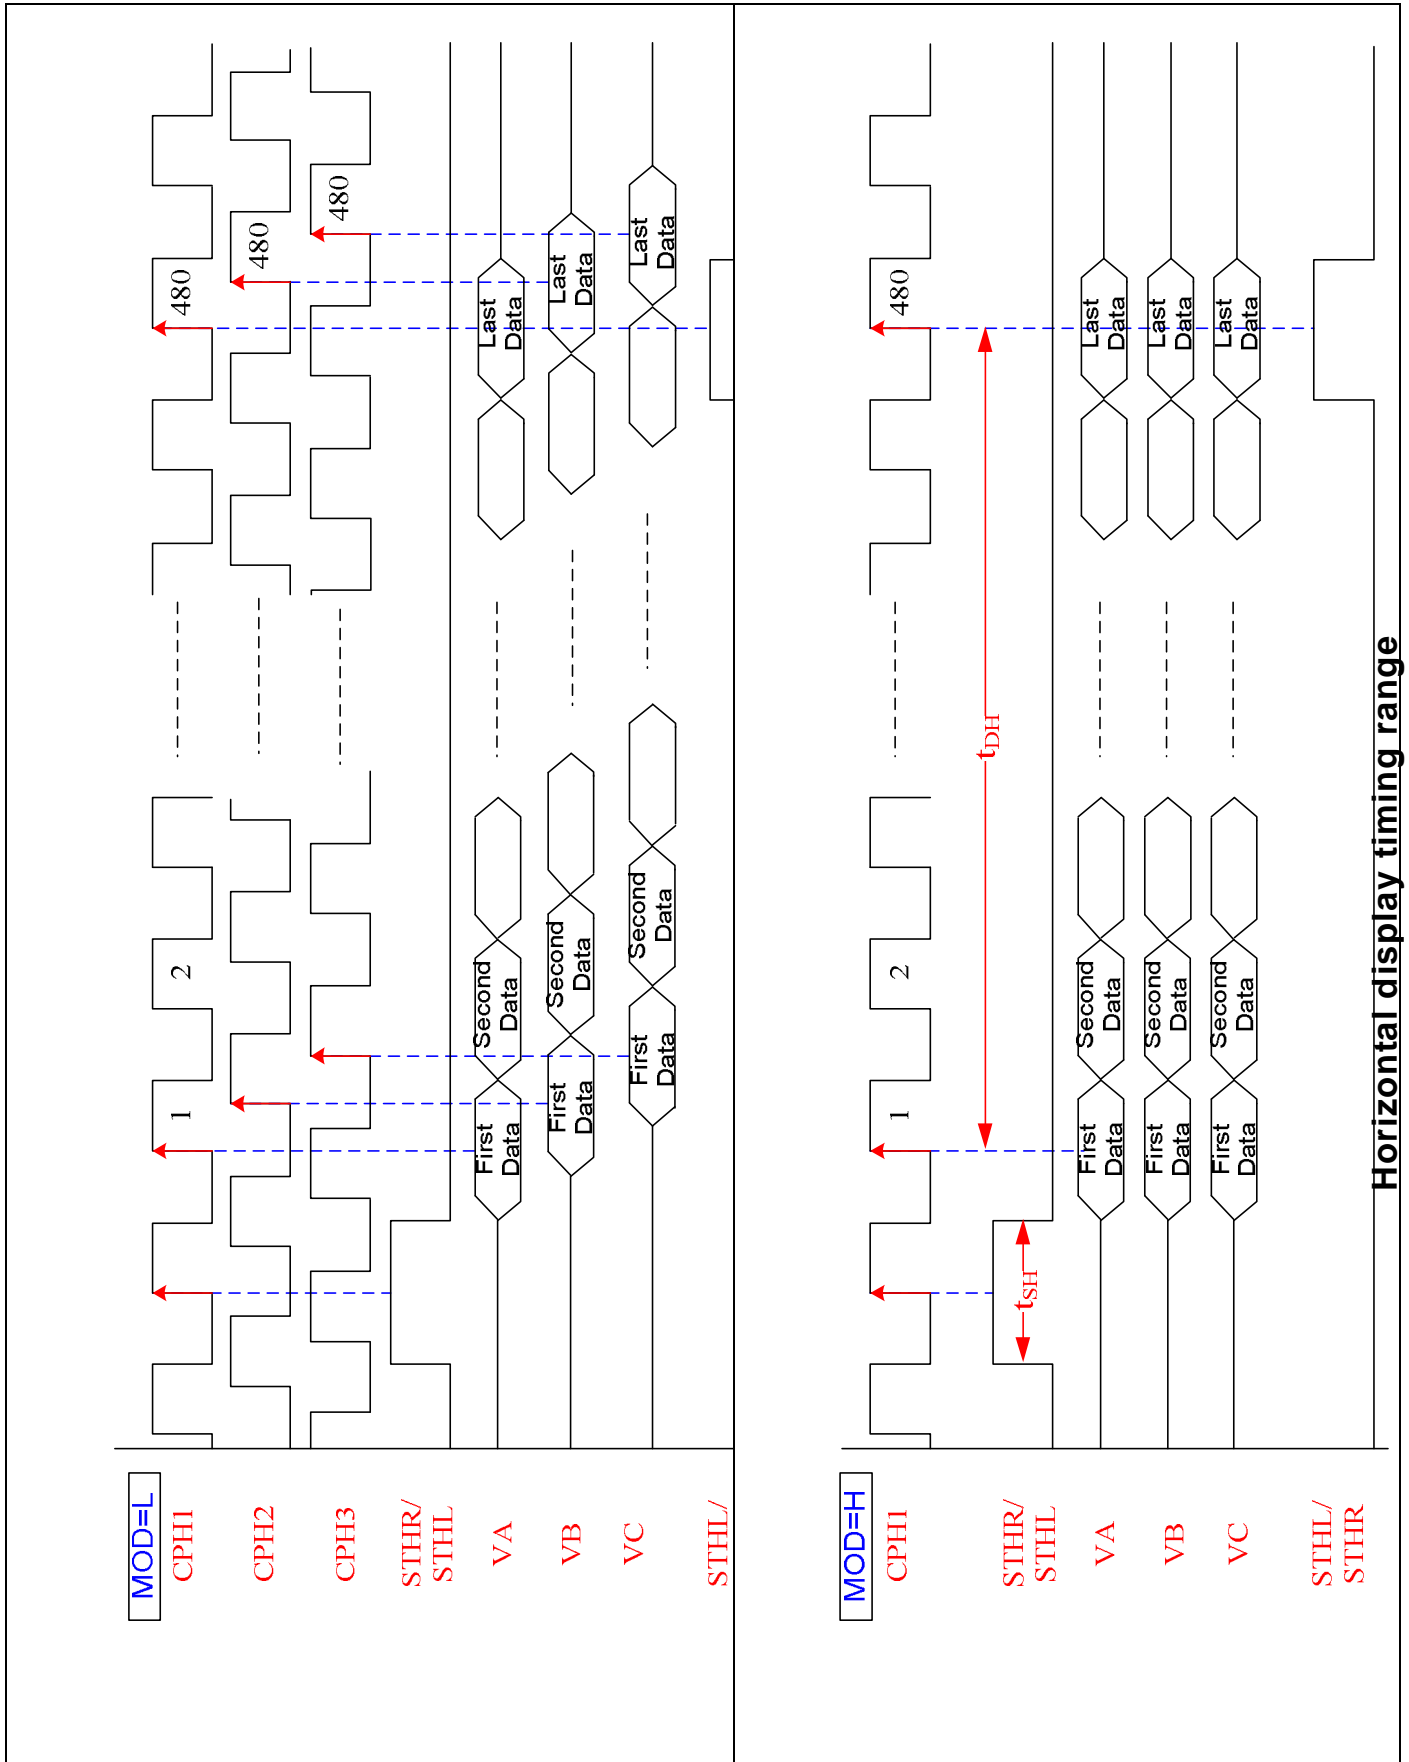 MOD=L
CPH1
1
2
480
CPH2
480
CPH3
480
STHR/
STHL
VA
First
Data
Second
Data
Last
Data
VB
First
Data
Second
Data
Last
Data
VC
First
Data
Second
Data
Last
Data
STHL/
MOD=H
CPH1
1
2
480
tDH
STHR/
STHL
tSH
VA
First
Data
Second
Data
Last
Data
VB
First
Data
Second
Data
Last
Data
VC
First
Data
Second
Data
Last
Data
STHL/
STHR
Horizontal display timing range